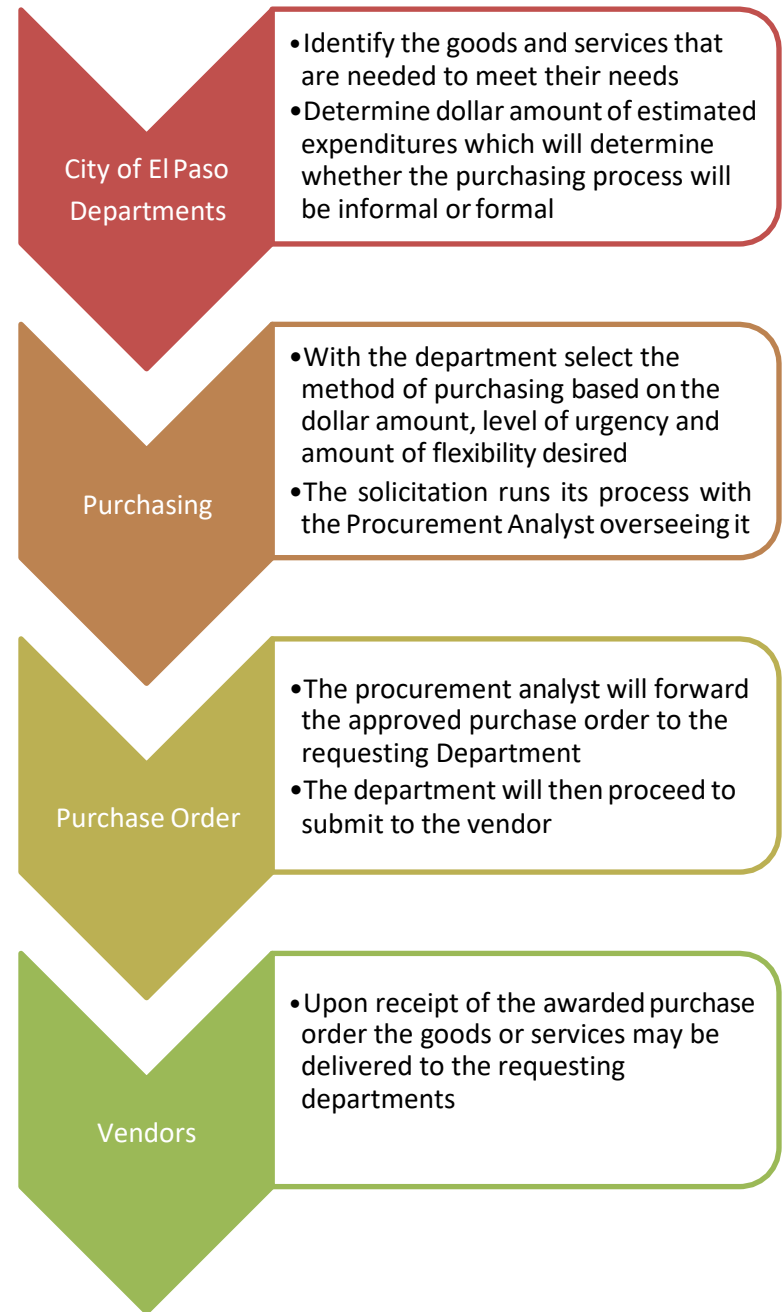 City of El Paso
Departments
•Identify the goods and services that
are needed to meet their needs
•Determine dollar amount of estimated
expenditures which will determine
whether the purchasing process will
be informal or formal
Purchasing
•With the department select the
method of purchasing based on the
dollar amount, level of urgency and
amount of flexibility desired
•The solicitation runs its process with
the Procurement Analyst overseeing it
Purchase Order
•The procurement analyst will forward
the approved purchase order to the
requesting Department
•The department will then proceed to
submit to the vendor
Vendors
•Upon receipt of the awarded purchase
order the goods or services may be
delivered to the requesting
departments